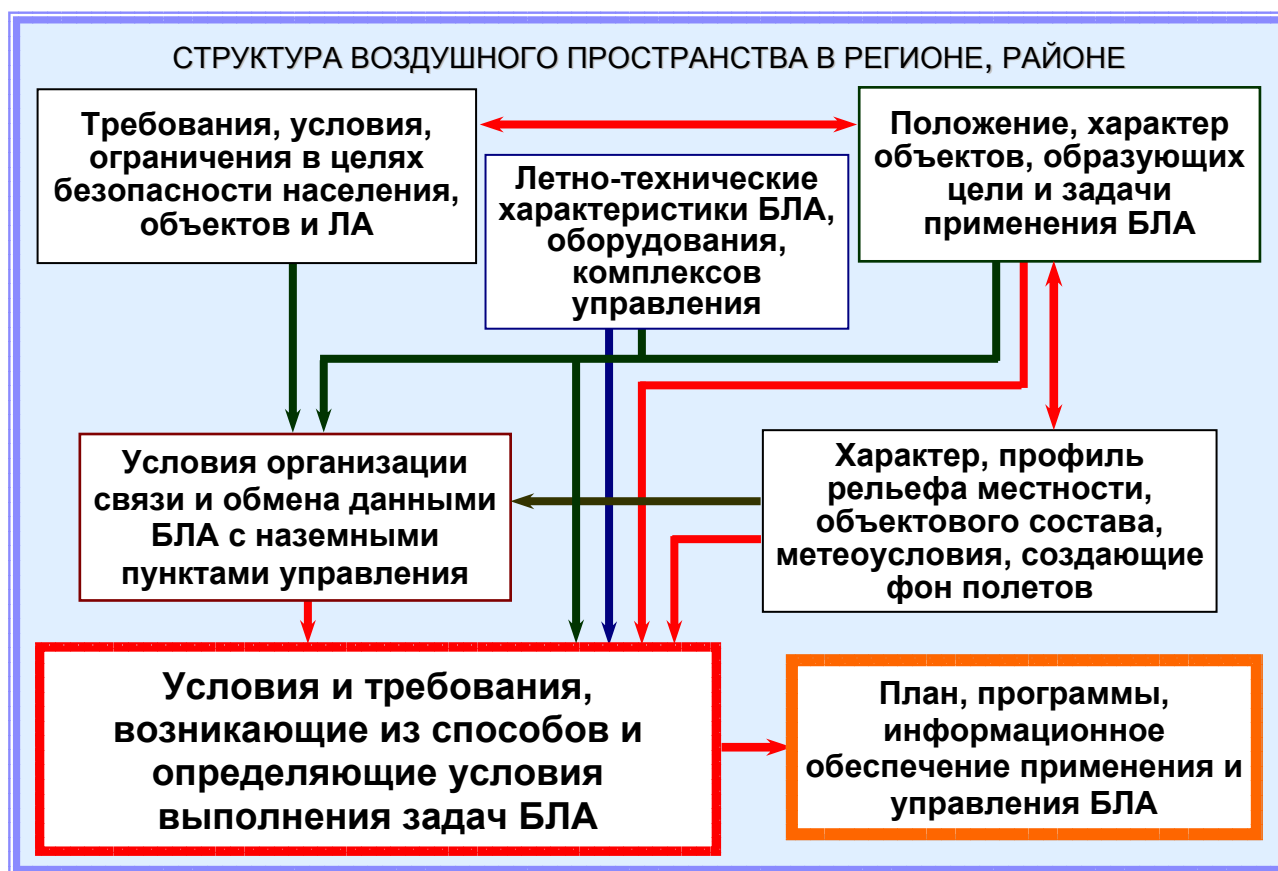 СТРУКТУРА ВОЗДУШНОГО ПРОСТРАНСТВА В РЕГИОНЕ, РАЙОНЕ
Требования, условия,
ограничения в целях
безопасности населения,
объектов и ЛА
Летно-технические
характеристики БЛА,
оборудования,
комплексов
управления
Положение, характер
объектов, образующих
цели и задачи
применения БЛА
Условия организации
связи и обмена данными
БЛА с наземными
пунктами управления
Характер, профиль
рельефа местности,
объектового состава,
метеоусловия, создающие
фон полетов
Условия и требования,
возникающие из способов и
определяющие условия
выполнения задач БЛА
План, программы,
информационное
обеспечение применения и
управления БЛА